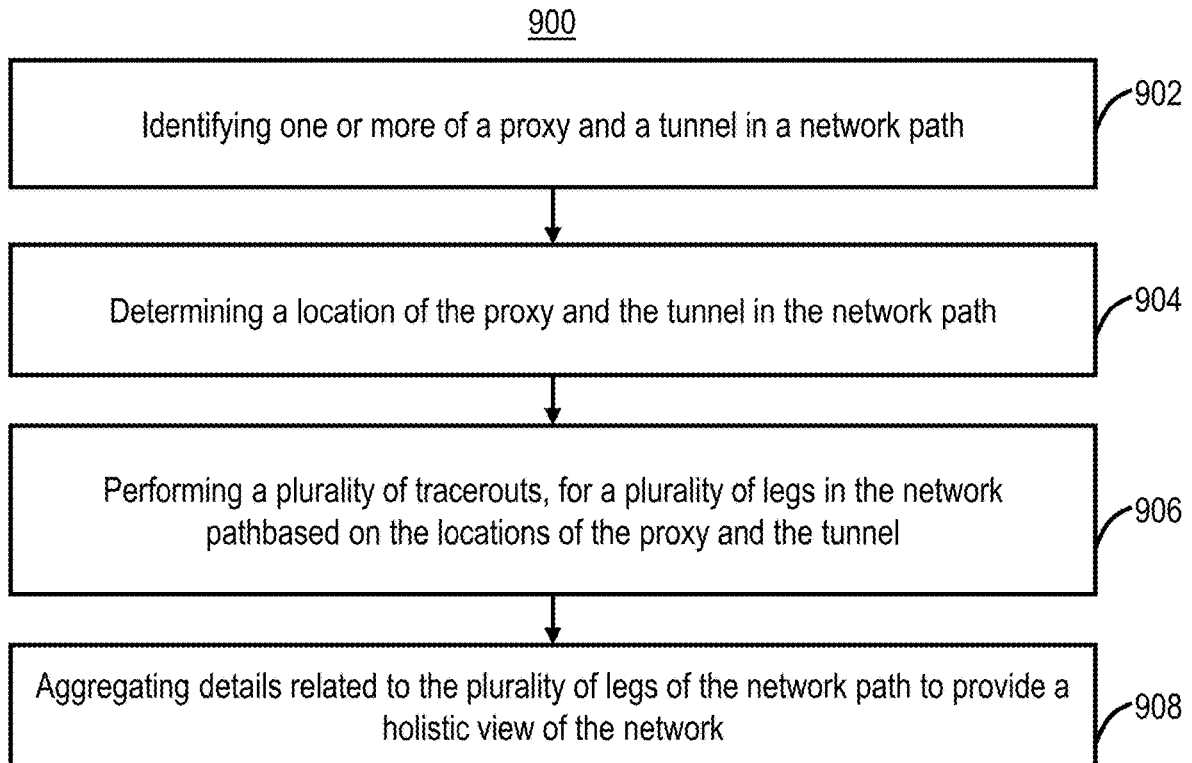 900
Identifying one or more of a proxy and a tunnel in a network path
902
Determining a location of the proxy and the tunnel in the network path
904
Performing a plurality of tracerouts, for a plurality of legs in the network
pathbased on the locations of the proxy and the tunnel
906
Aggregating details related to the plurality of legs of the network path to provide a
holistic view of the network
908